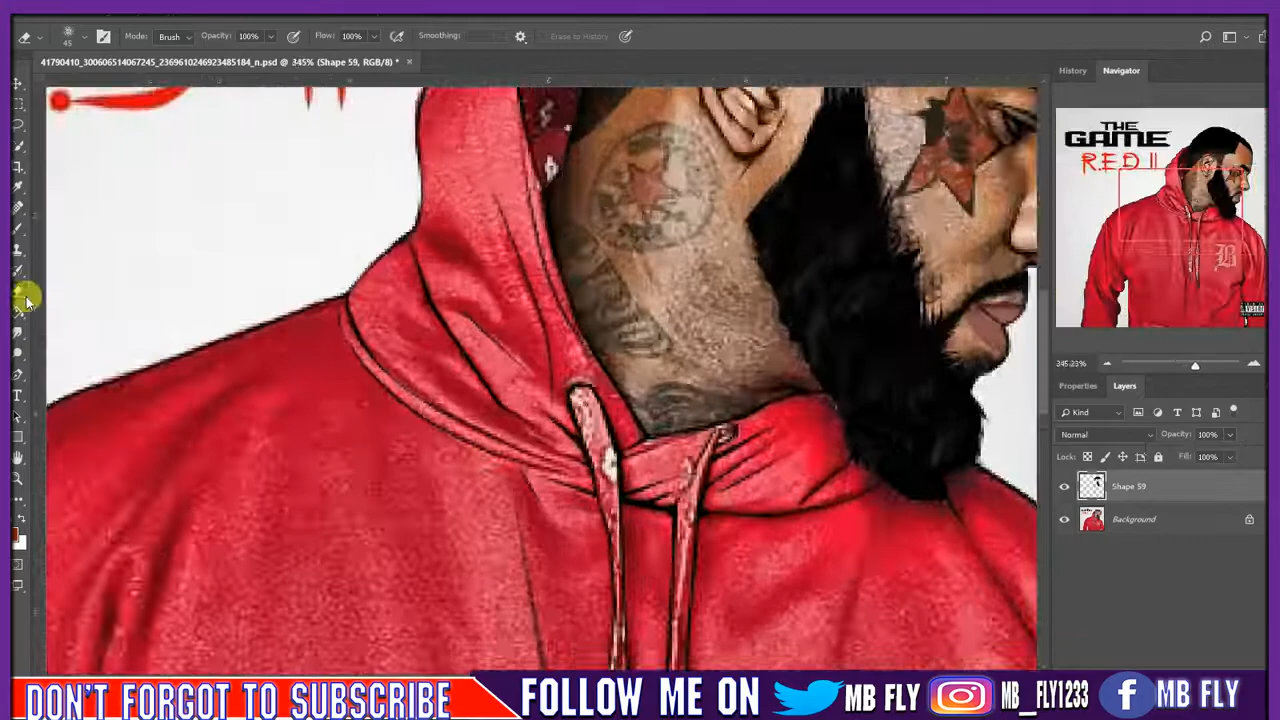 Mode: Brush Opacity: 100% Flow: 100% Smoothing: Erase to History
41790410_300606514067245_2369610246923485184_n.psd @ 345% (Shape 59, RGB/8) * ×
History Navigator
THE
GAME
RED II
B
345.23%
Properties Layers
Kind
Normal Opacity: 100%
Lock: Fill: 100%
Shape 59
Background
DON'T FORGOT TO SUBSCRIBE FOLLOW ME ON MB FLY MB__FLY1233 MB FLY